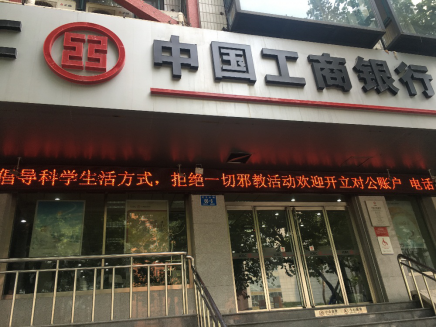 中国工商银行
倡导科学生活方式，拒绝一切邪教活动欢迎开立对公账户 电话